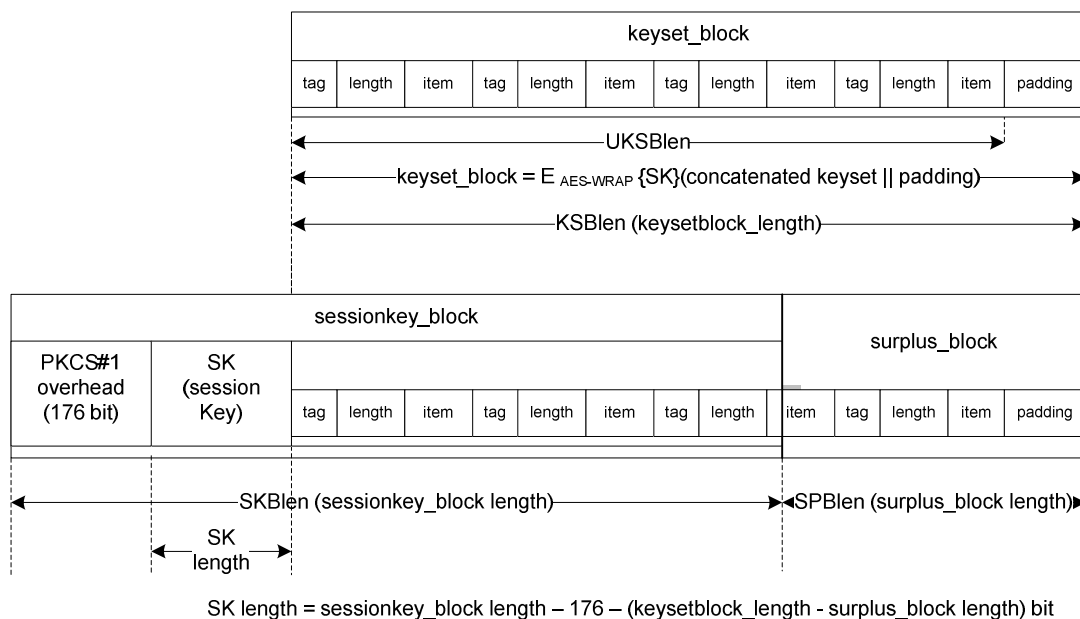 keyset_block
tag length item tag length item tag length item tag length item padding
UKSBlen
keyset_block = E AES-WRAP {SK}(concatenated keyset || padding)
KSBlen (keysetblock_length)
sessionkey_block
surplus_block
PKCS#1
overhead
(176 bit)
SK
(session
Key)
tag length item tag length item tag length item tag length item padding
SKBlen (sessionkey_block length)
SPBlen (surplus_block length)
SK
length
SK length = sessionkey_block length – 176 – (keysetblock_length - surplus_block length) bit